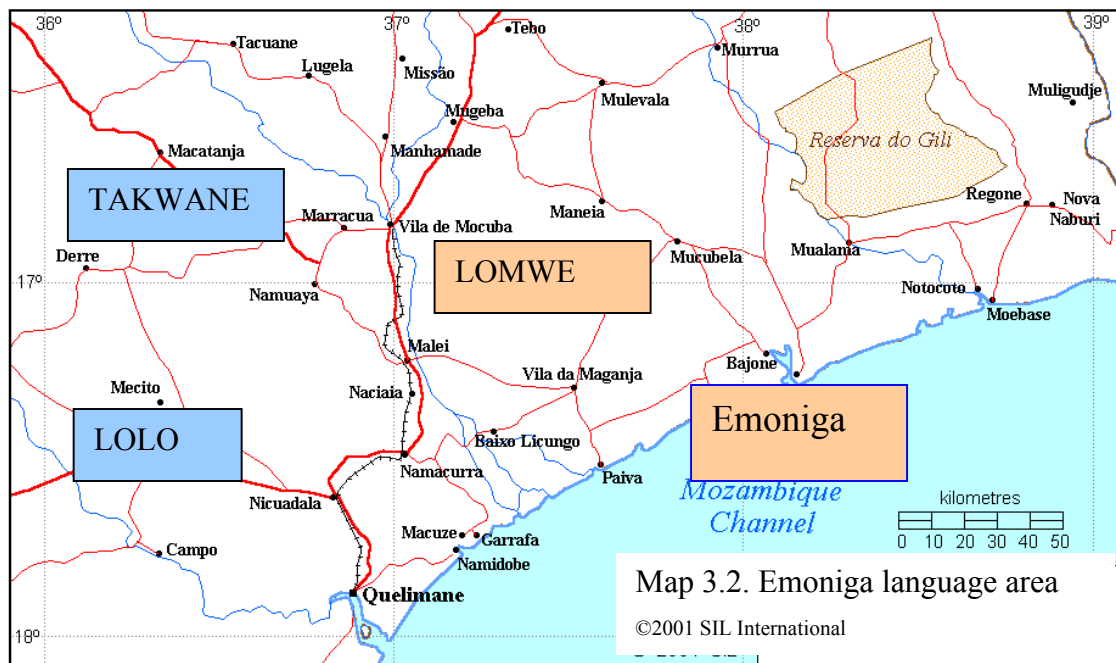 36º
37º
38º
39º
Tebo
Tacuane
Murrua
Missão
Lugela
Mulevala
Muligudje
Mugeba
Manhamade
Reserva do Gili
Macatanja
TAKWANE
Maneia
Regone
Nova
Naburi
Marracua
Vila de Mocuba
Mucubela
Mualama
Derre
LOMWE
17º
Namuaya
Notocoto
Moebase
Malei
Bajone
Vila da Maganja
Mecito
Naciaia
Emoniga
LOLO
Baixo Licungo
Namacurra
Paiva
Nicuadala
Mozambique
Channel
kilometres
0 10 20 30 40 50
Macuze
Garrafa
Campo
Namidobe
Quelimane
Map 3.2. Emoniga language area
©2001 SIL International
18º